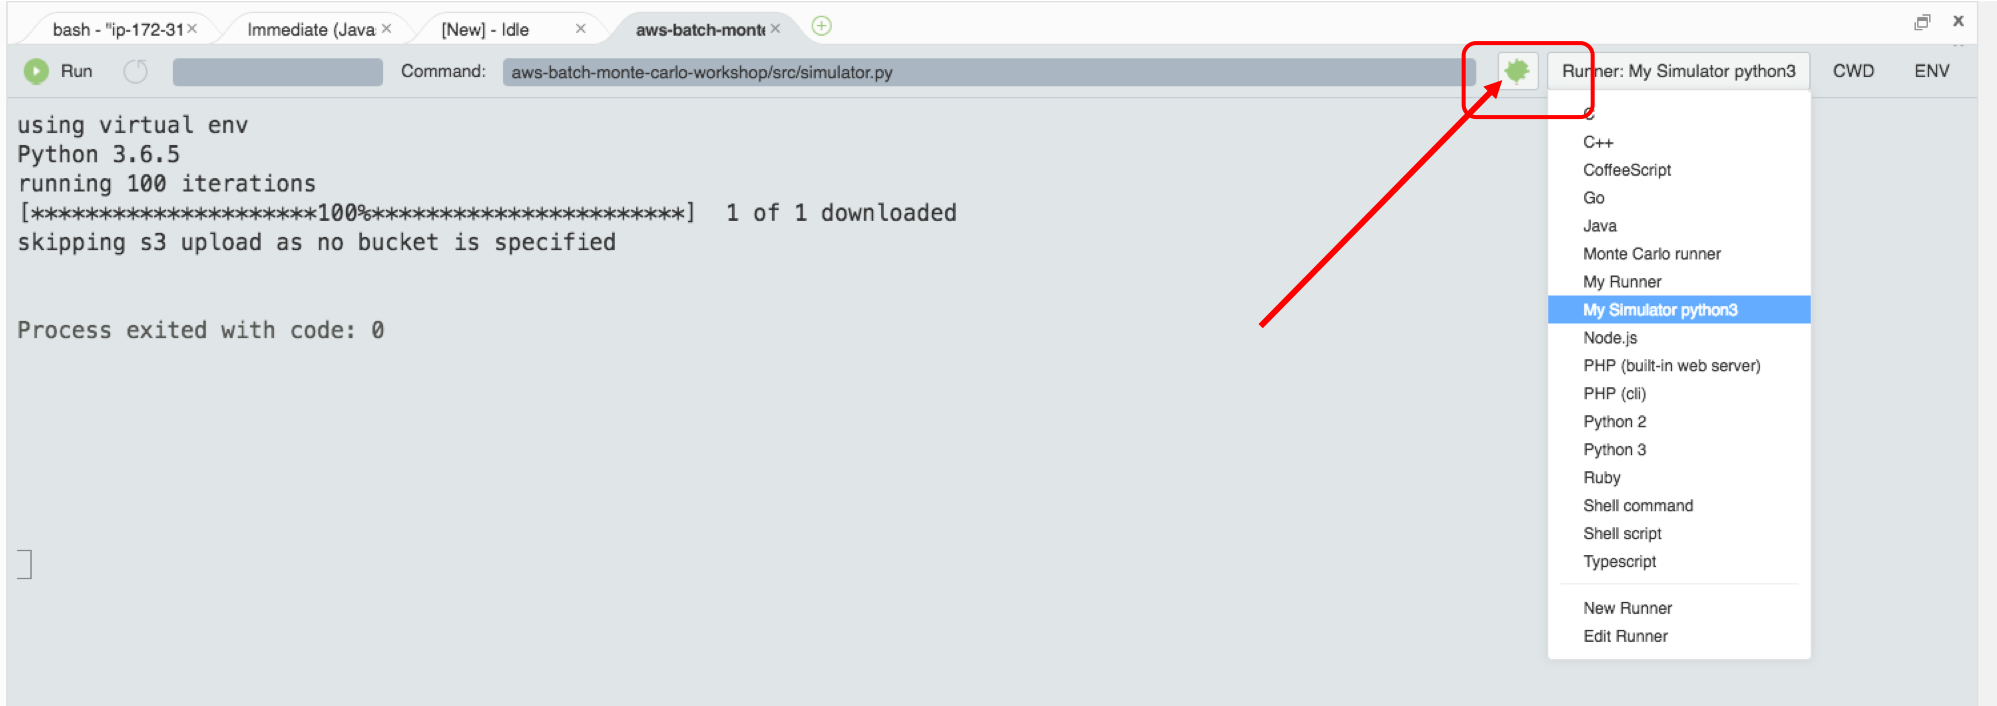 bash - "ip-172-31
Immediate (Javas
[New] - Idle
aws-batch-monte
Run
Command:
aws-batch-monte-carlo-workshop/src/simulator.py
Runner: My Simulator python3
CWD
ENV
using virtual env
Python 3.6.5
running 100 iterations
[*********************100%***********************]  1 of 1 downloaded
skipping s3 upload as no bucket is specified
Process exited with code: 0
C
C++
CoffeeScript
Go
Java
Monte Carlo runner
My Runner
My Simulator python3
Node.js
PHP (built-in web server)
PHP (cli)
Python 2
Python 3
Ruby
Shell command
Shell script
Typescript
New Runner
Edit Runner